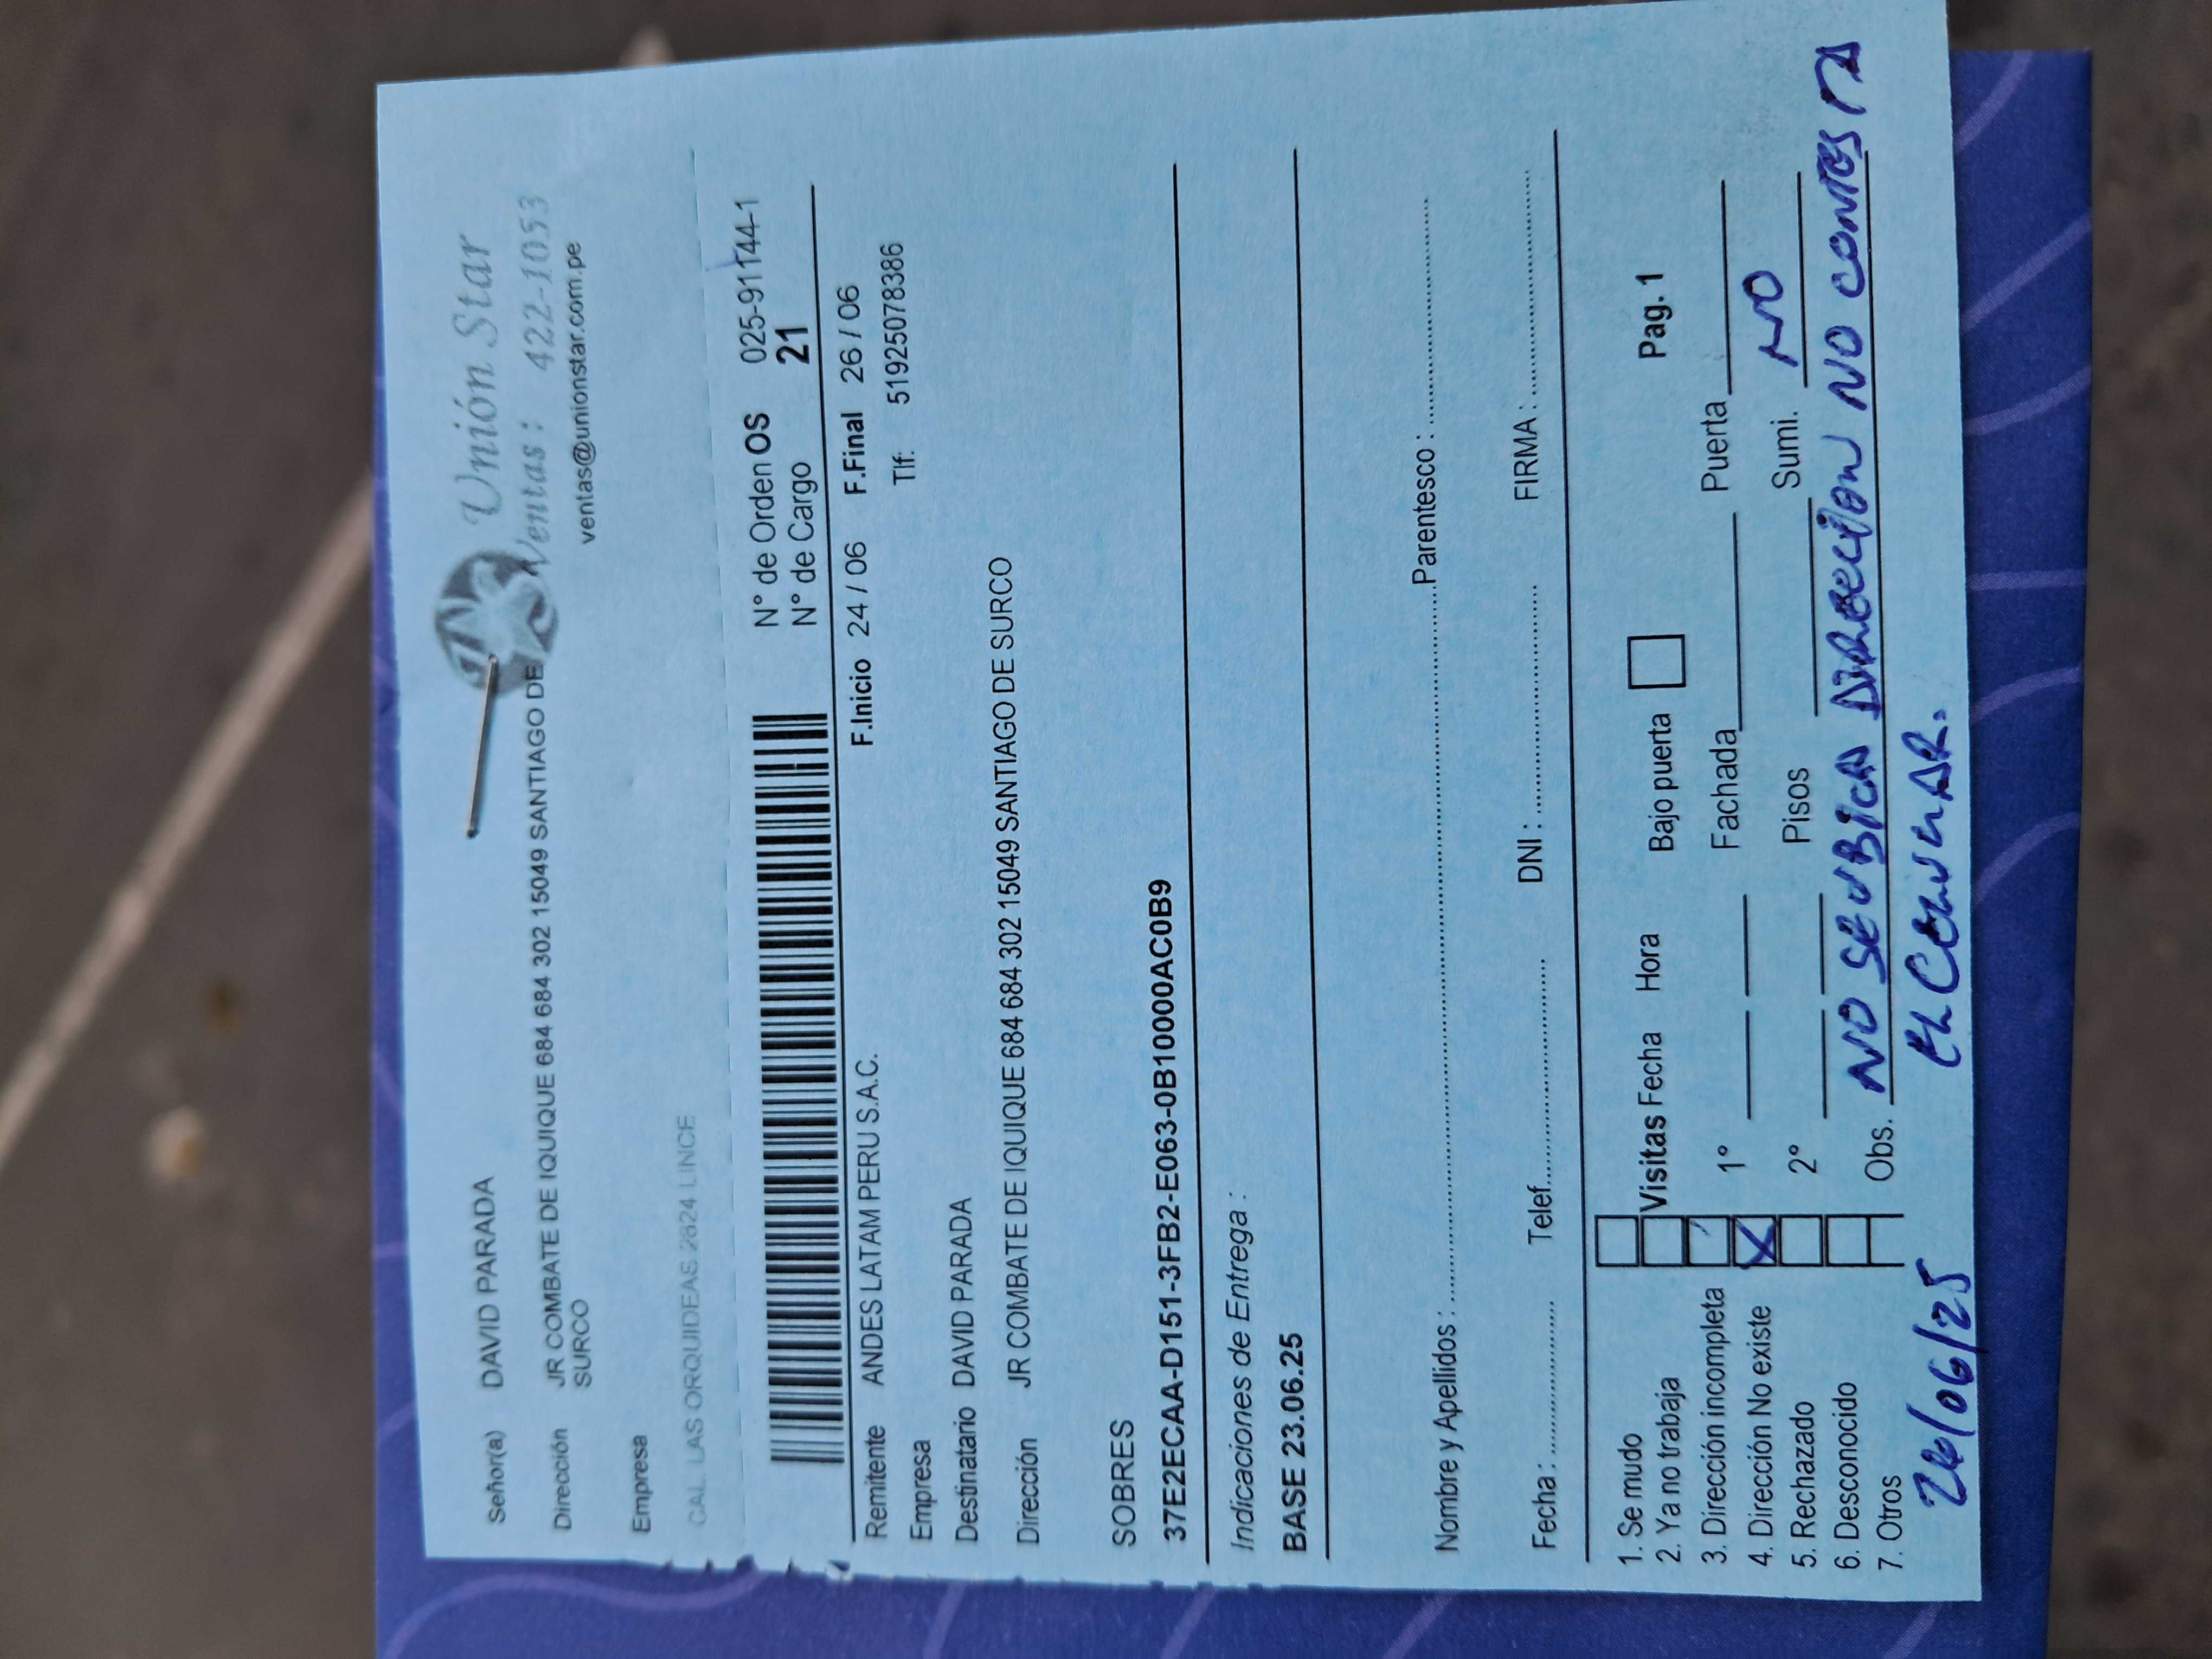 Unión Star
Ventas : 422-1053
ventas@unionstar.com.pe
Señor(a) DAVID PARADA
Dirección JR COMBATE DE IQUIQUE 684 684 302 15049 SANTIAGO DE
SURCO
Empresa
CAL. LAS ORQUIDEAS 2824 LINCE
N° de Orden OS 025-91144-1
N° de Cargo 21
Remitente ANDES LATAM PERU S.A.C. F.Inicio 24 / 06 F.Final 26 / 06
Empresa Tlf: 51925078386
Destinatario DAVID PARADA
Dirección JR COMBATE DE IQUIQUE 684 684 302 15049 SANTIAGO DE SURCO
SOBRES
37E2ECAA-D151-3FB2-E063-0B10000AC0B9
Indicaciones de Entrega :
BASE 23.06.25
Nombre y Apellidos : Parentesco :
Fecha : Telef. DNI : FIRMA :
1. Se mudo
2. Ya no trabaja Visitas Fecha Hora Bajo puerta Pag. 1
3. Dirección incompleta 1° Fachada Puerta
4. Dirección No existe X
5. Rechazado 2° Pisos Sumi. NO
6. Desconocido
7. Otros Obs. NO SE UBICA DIRECCION NO CONTESTA
EL CELULAR.
26/06/25